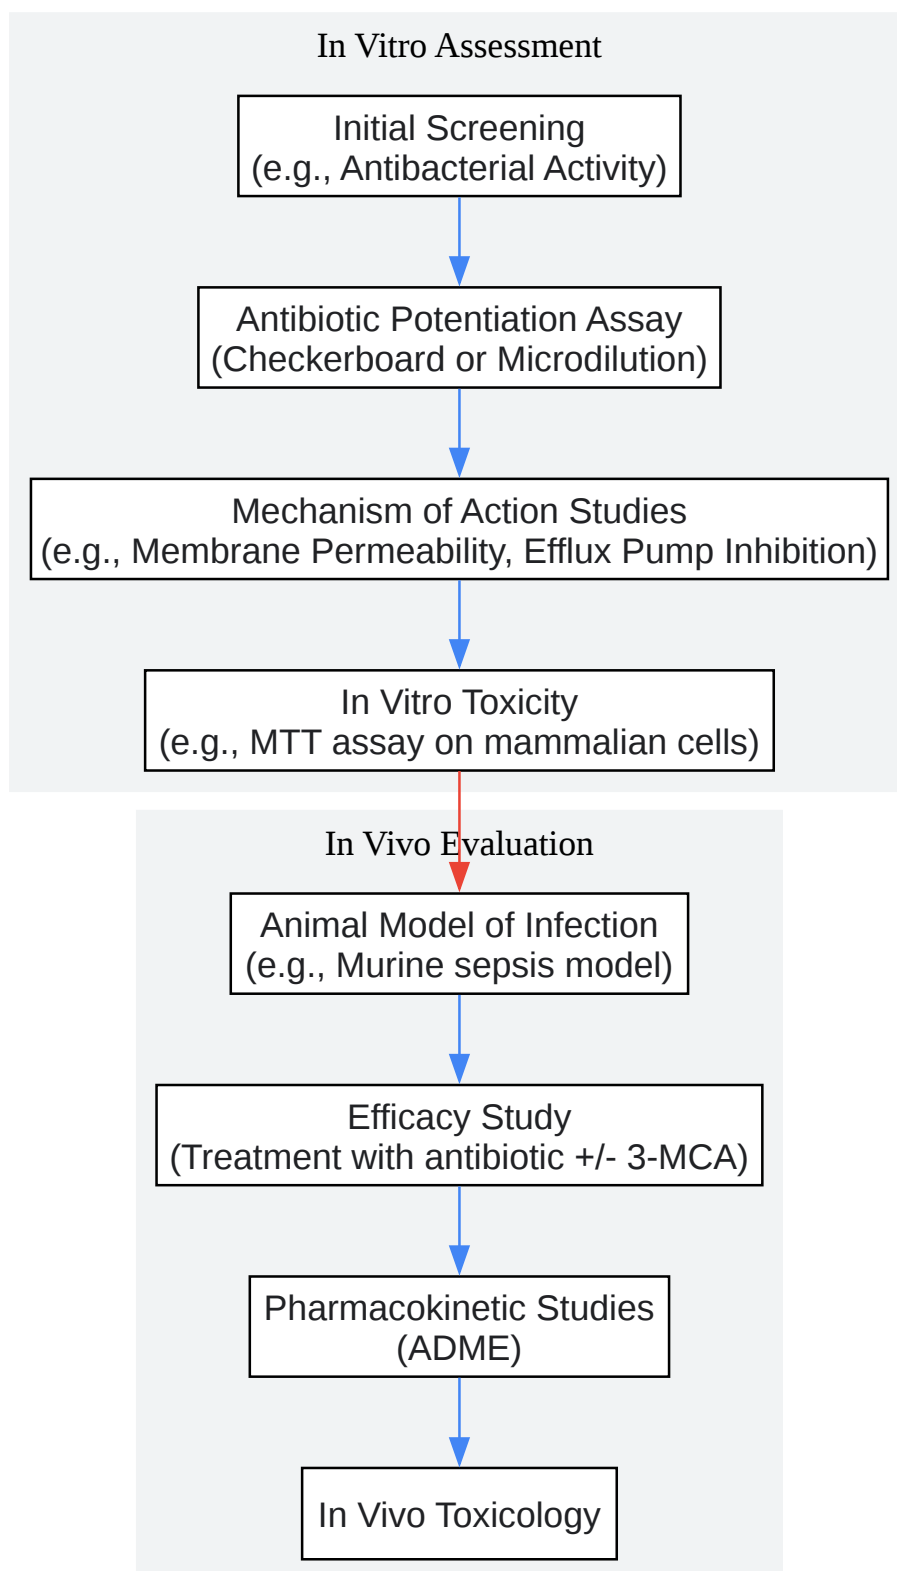 In Vitro Assessment
Initial Screening
(e.g., Antibacterial Activity)
Antibiotic Potentiation Assay
(Checkerboard or Microdilution)
Mechanism of Action Studies
(e.g., Membrane Permeability, Efflux Pump Inhibition)
In Vitro Toxicity
(e.g., MTT assay on mammalian cells)
In Vivo Evaluation
Animal Model of Infection
(e.g., Murine sepsis model)
Efficacy Study
(Treatment with antibiotic +/- 3-MCA)
Pharmacokinetic Studies
(ADME)
In Vivo Toxicology